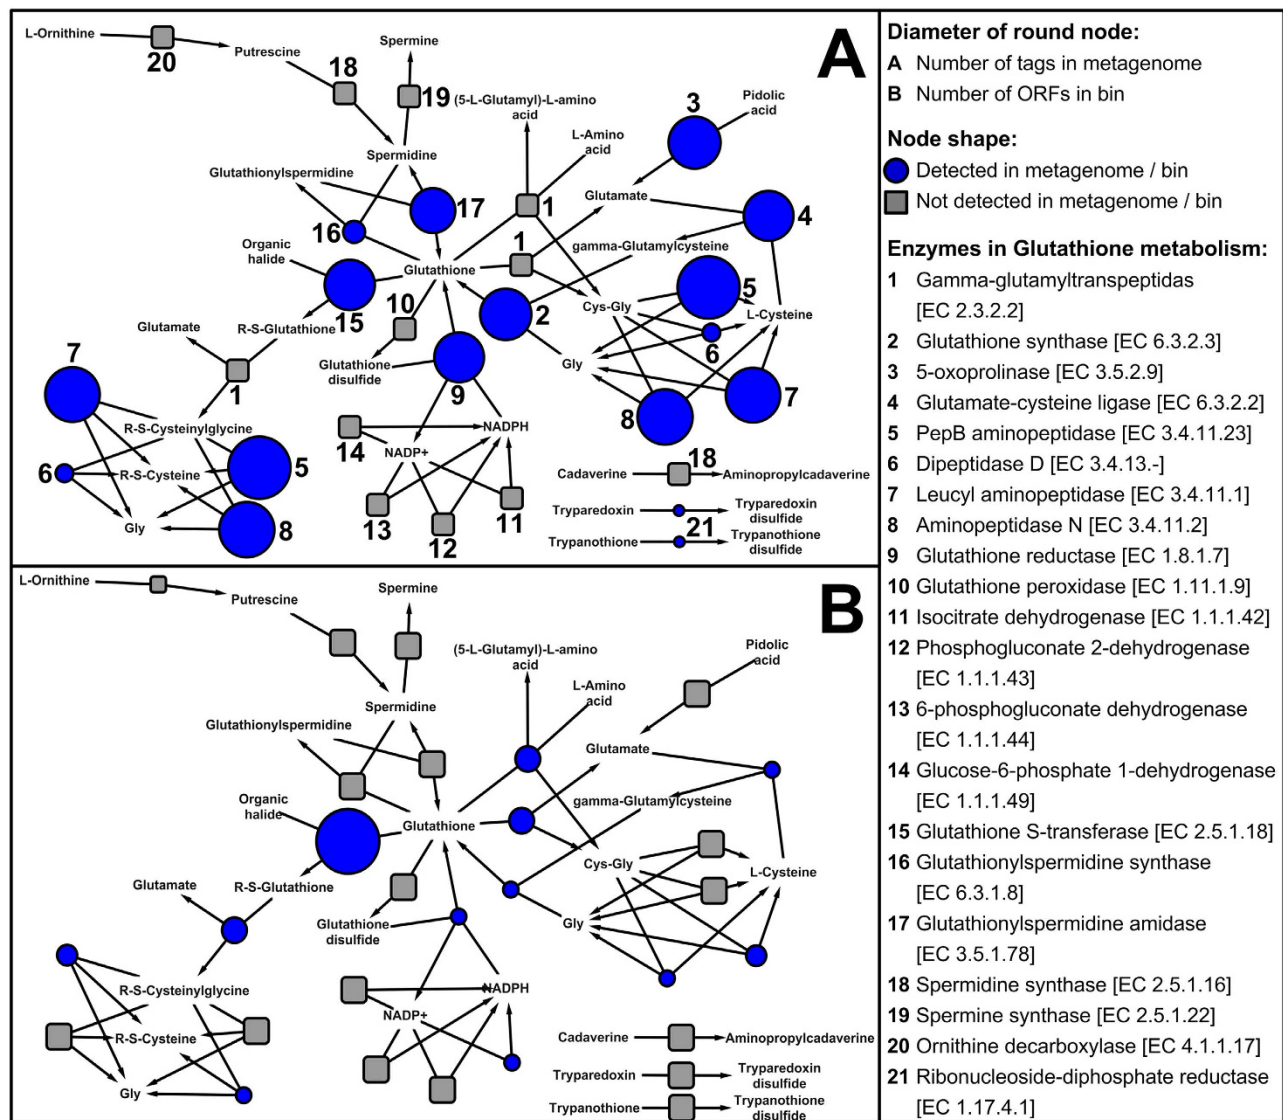 L-Ornithine
20
Putrescine
18
Spermine
19
(5-L-Glutamyl)-L-amino
acid
L-Amino
acid
3
Pidolic
acid
A
Spermidine
Glutathionylspermidine
17
16
1
Glutamate
4
Organic
halide
15
Glutathione
1
gamma-Glutamylcysteine
5
Cys-Gly
L-Cysteine
2
6
10
Glutamate
R-S-Glutathione
Glutathione
disulfide
9
Gly
7
8
7
1
R-S-Cysteinylglycine
6
R-S-Cysteine
5
Gly
8
14
NADPH
NADP+
13
12
11
Cadaverine
18
Aminopropylcadaverine
Tryparedoxin
Tryparedoxin
disulfide
21
Trypanothione
Trypanothione
disulfide
L-Ornithine
Putrescine
Spermine
(5-L-Glutamyl)-L-amino
acid
L-Amino
acid
Pidolic
acid
B
Spermidine
Glutathionylspermidine
Glutamate
Organic
halide
Glutathione
gamma-Glutamylcysteine
Cys-Gly
L-Cysteine
Glutamate
R-S-Glutathione
Glutathione
disulfide
Gly
R-S-Cysteinylglycine
R-S-Cysteine
Gly
NADPH
NADP+
Cadaverine
Aminopropylcadaverine
Tryparedoxin
Tryparedoxin
disulfide
Trypanothione
Trypanothione
disulfide
Diameter of round node:
A Number of tags in metagenome
B Number of ORFs in bin
Node shape:
Detected in metagenome / bin
Not detected in metagenome / bin
Enzymes in Glutathione metabolism:
1 Gamma-glutamyltranspeptidas
[EC 2.3.2.2]
2 Glutathione synthase [EC 6.3.2.3]
3 5-oxoprolinase [EC 3.5.2.9]
4 Glutamate-cysteine ligase [EC 6.3.2.2]
5 PepB aminopeptidase [EC 3.4.11.23]
6 Dipeptidase D [EC 3.4.13.-]
7 Leucyl aminopeptidase [EC 3.4.11.1]
8 Aminopeptidase N [EC 3.4.11.2]
9 Glutathione reductase [EC 1.8.1.7]
10 Glutathione peroxidase [EC 1.11.1.9]
11 Isocitrate dehydrogenase [EC 1.1.1.42]
12 Phosphogluconate 2-dehydrogenase
[EC 1.1.1.43]
13 6-phosphogluconate dehydrogenase
[EC 1.1.1.44]
14 Glucose-6-phosphate 1-dehydrogenase
[EC 1.1.1.49]
15 Glutathione S-transferase [EC 2.5.1.18]
16 Glutathionylspermidine synthase
[EC 6.3.1.8]
17 Glutathionylspermidine amidase
[EC 3.5.1.78]
18 Spermidine synthase [EC 2.5.1.16]
19 Spermine synthase [EC 2.5.1.22]
20 Ornithine decarboxylase [EC 4.1.1.17]
21 Ribonucleoside-diphosphate reductase
[EC 1.17.4.1]